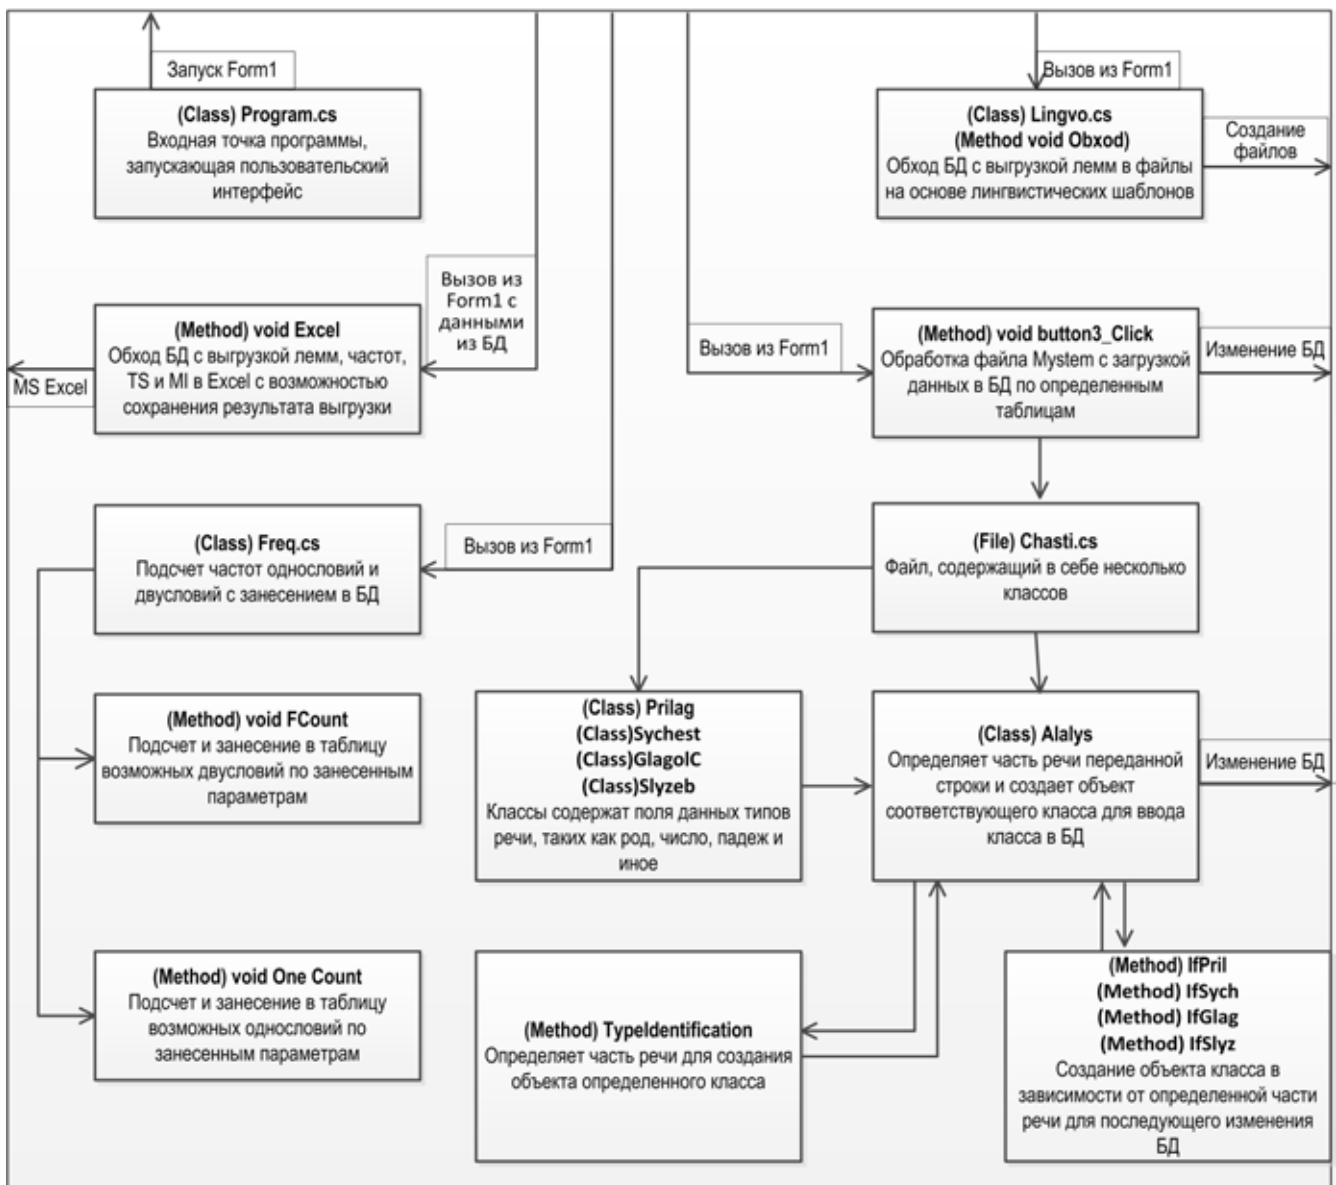 Запуск Form1
(Class) Program.cs
Входная точка программы,
запускающая пользовательский
интерфейс
Вызов из Form1
(Class) Lingvo.cs
(Method void Obxod)
Обход БД с выгрузкой лемм в файлы
на основе лингвистических шаблонов
Создание
файлов
Вызов из
Form1 с
данными
из БД
(Method) void Excel
Обход БД с выгрузкой лемм, частот,
TS и MI в Excel с возможностью
сохранения результата выгрузки
MS Excel
Вызов из Form1
(Method) void button3_Click
Обработка файла Mystem с загрузкой
данных в БД по определенным
таблицам
Изменение БД
(Class) Freq.cs
Подсчет частот однословий и
двусловий с занесением в БД
Вызов из Form1
(File) Chasti.cs
Файл, содержащий в себе несколько
классов
(Method) void FCount
Подсчет и занесение в таблицу
возможных двусловий по занесенным
параметрам
(Class) Prilag
(Class)Sychest
(Class)GlagolC
(Class)Slyzeb
Классы содержат поля данных типов
речи, таких как род, число, падеж и
иное
(Class) Alalys
Определяет часть речи переданной
строки и создает объект
соответствующего класса для ввода
класса в БД
Изменение БД
(Method) void One Count
Подсчет и занесение в таблицу
возможных однословий по
занесенным параметрам
(Method) TypeIdentification
Определяет часть речи для создания
объекта определенного класса
(Method) IfPril
(Method) IfSych
(Method) IfGlag
(Method) IfSlyz
Создание объекта класса в
зависимости от определенной части
речи для последующего изменения
БД